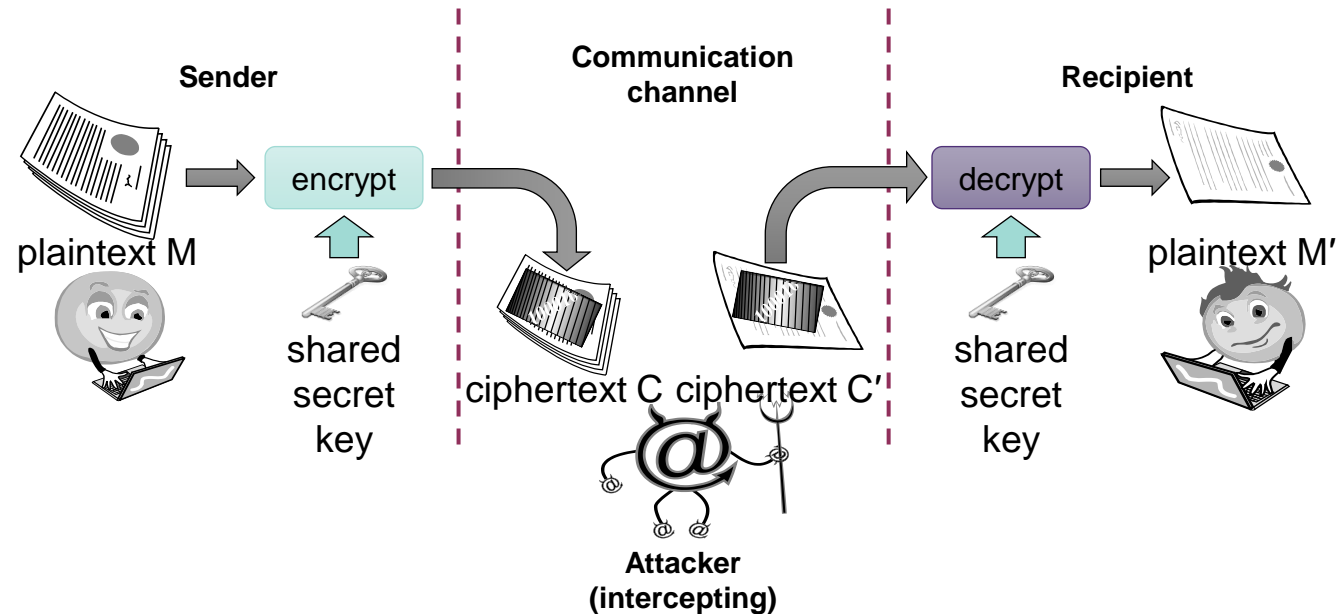 Sender
Communication
channel
Recipient
encrypt
decrypt
plaintext M
plaintext M′
shared
secret
key
ciphertext C
ciphertext C′
shared
secret
key
@
@
@
@
@
Attacker
(intercepting)